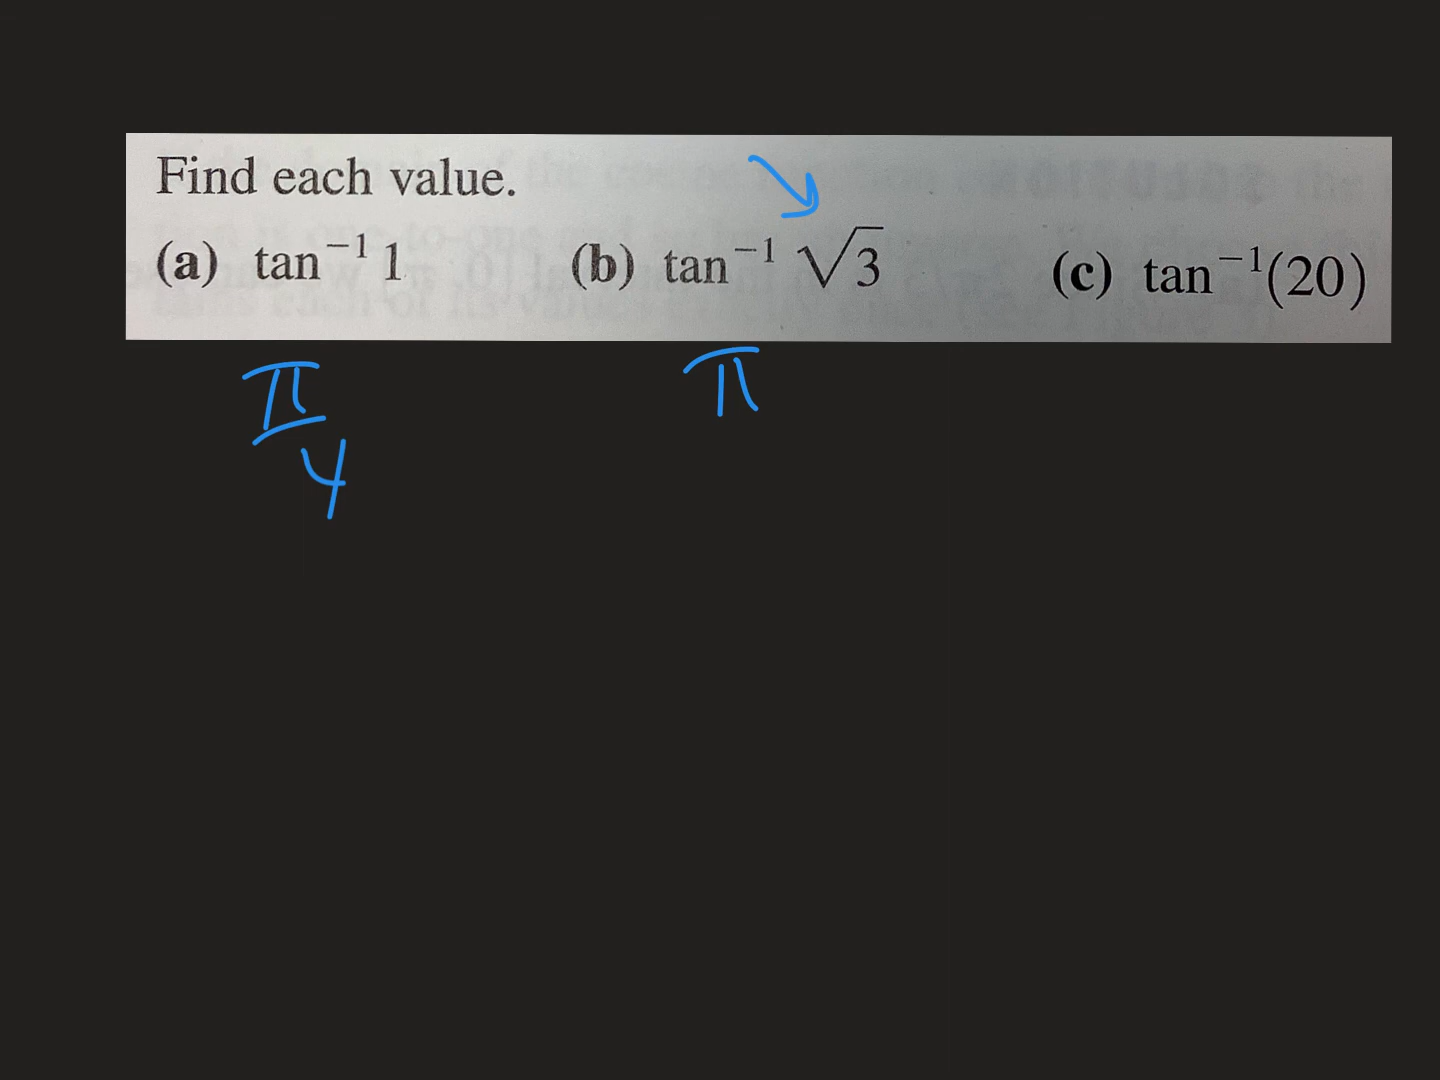 Find each value.
(a) tan⁻¹ 1 (b) tan⁻¹ √3 (c) tan⁻¹(20)
π/4 π